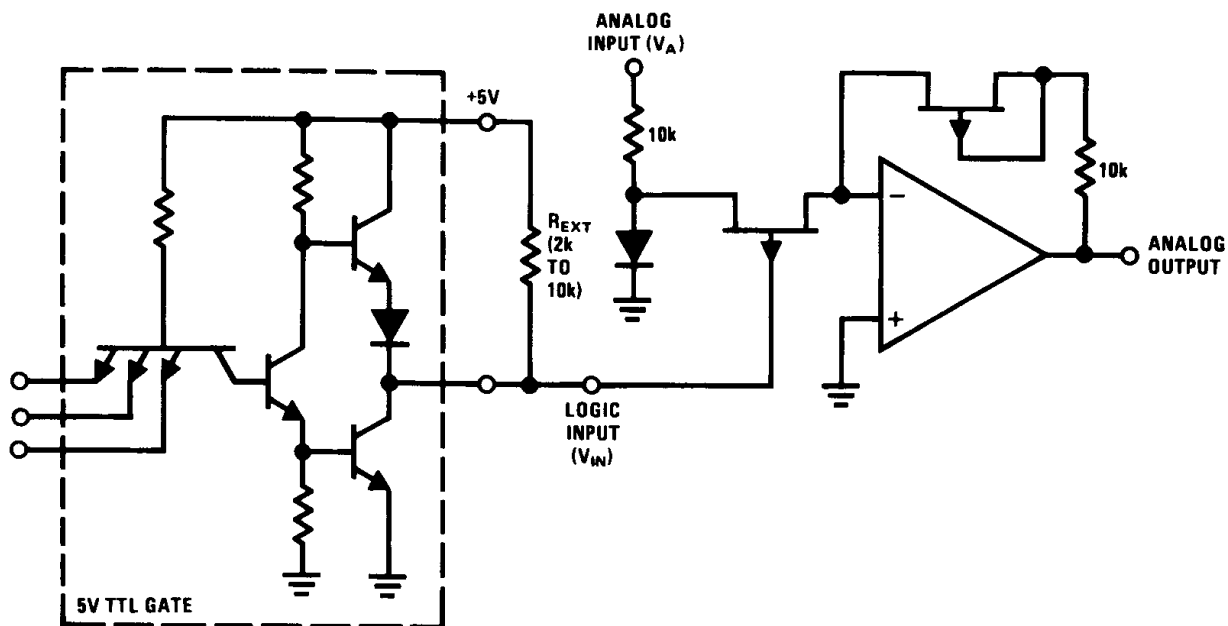 ANALOG
INPUT (VA)
+5V
10k
10k
REXT
(2k
TO
10k)
ANALOG
OUTPUT
−
+
LOGIC
INPUT
(VIN)
5V TTL GATE